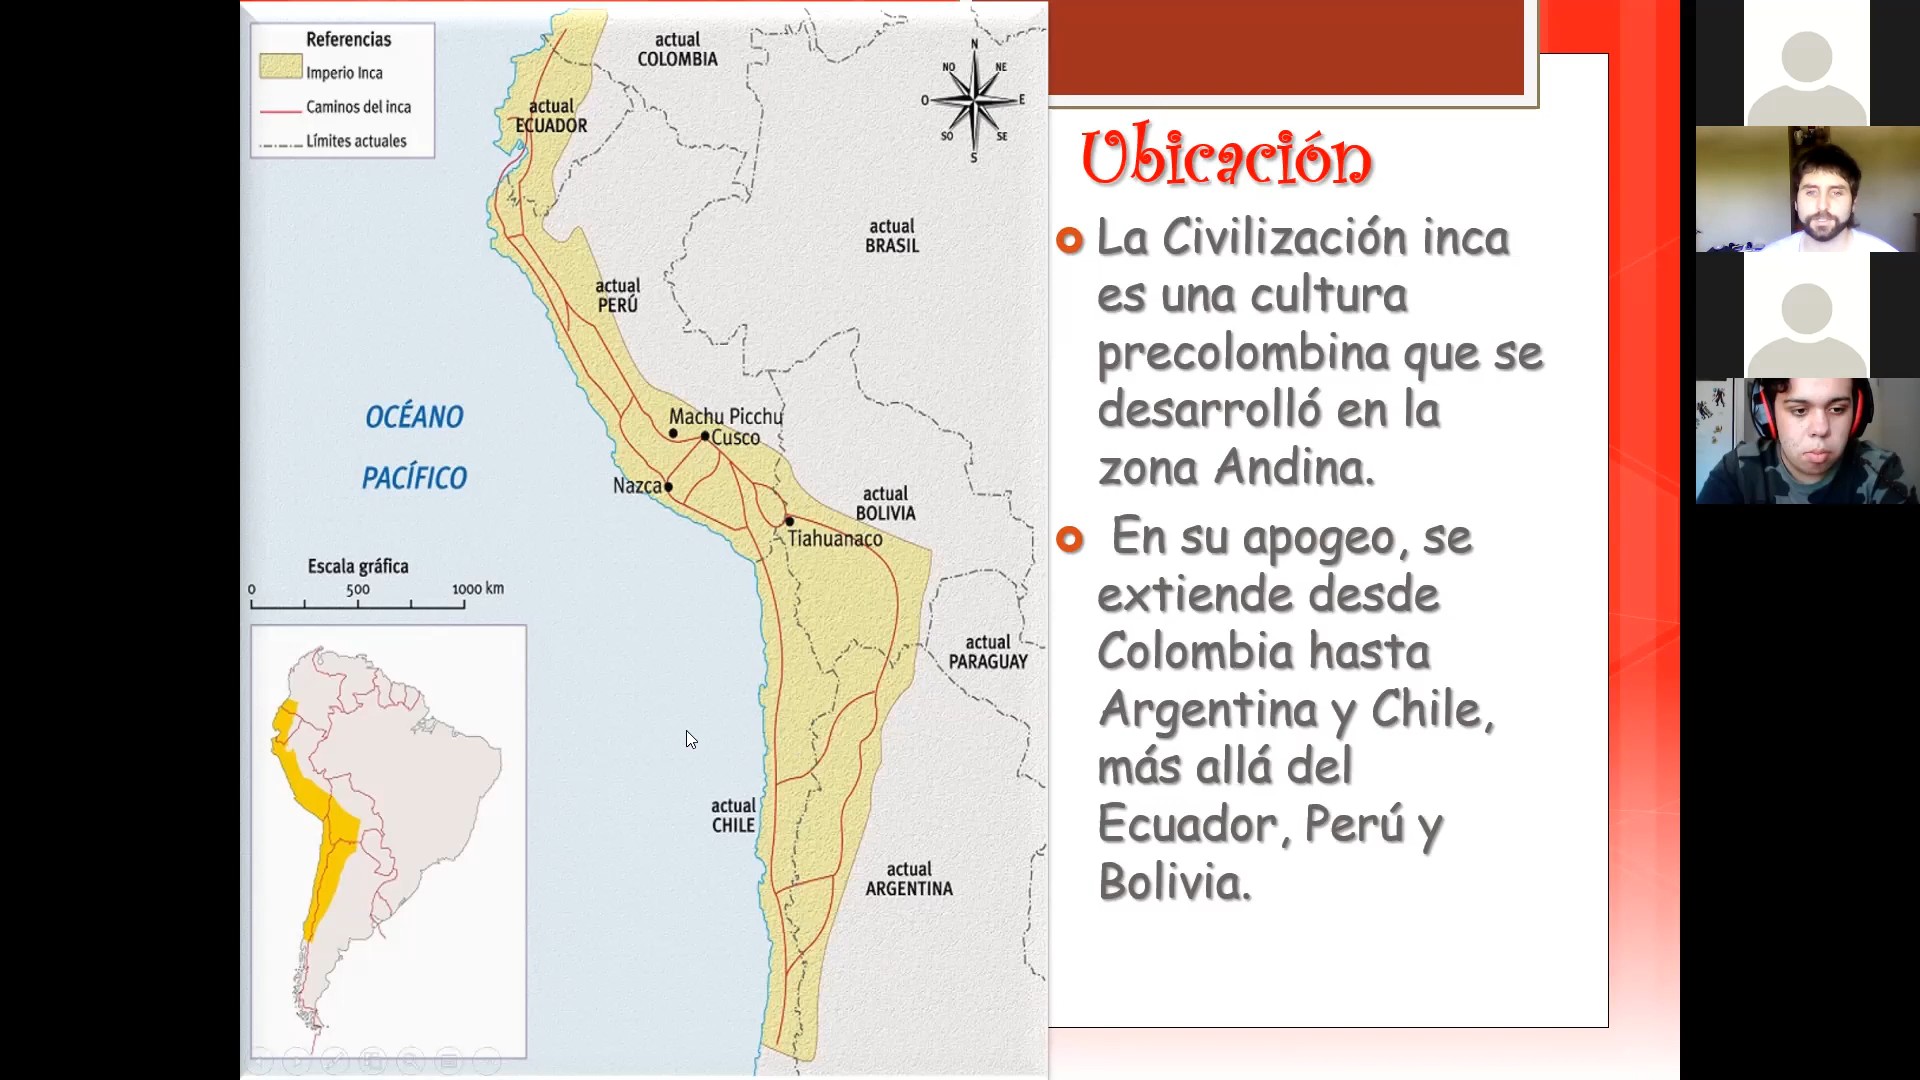 Referencias
Imperio Inca
Caminos del inca
Límites actuales
actual
COLOMBIA
N
NO
NE
O
E
SO
SE
S
actual
ECUADOR
actual
BRASIL
actual
PERÚ
OCÉANO
PACÍFICO
Machu Picchu
Cusco
Nazca
actual
BOLIVIA
Tiahuanaco
Escala gráfica
0 500 1000 km
actual
PARAGUAY
actual
CHILE
actual
ARGENTINA
Ubicación
La Civilización inca
es una cultura
precolombina que se
desarrolló en la
zona Andina.
En su apogeo, se
extiende desde
Colombia hasta
Argentina y Chile,
más allá del
Ecuador, Perú y
Bolivia.